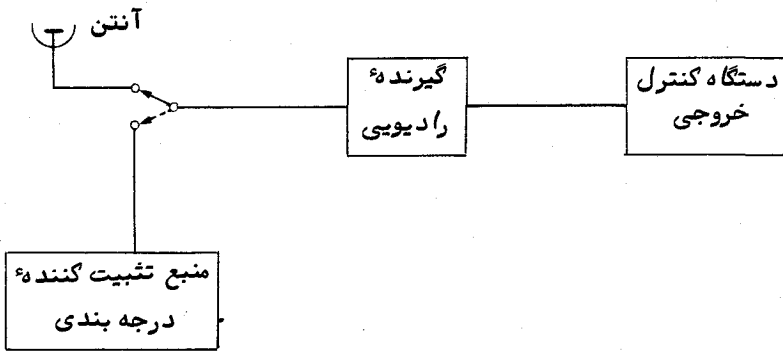 آنتن
گیرندهٔ
رادیویی
دستگاه کنترل
خروجی
منبع تثبیت کنندهٔ
درجه بندی